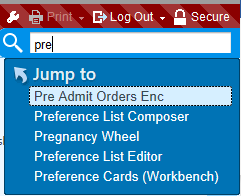 Print Log Out Secure
pre
Jump to
Pre Admit Orders Enc
Preference List Composer
Pregnancy Wheel
Preference List Editor
Preference Cards (Workbench)